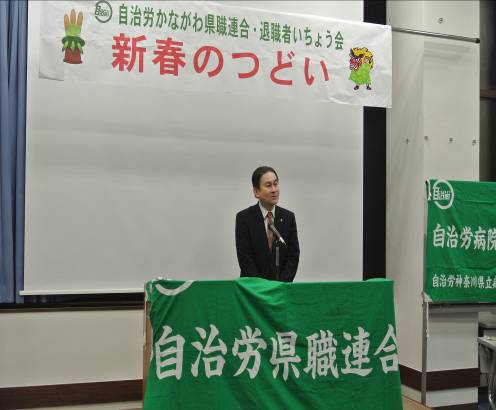 自治労かながわ県職連合・退職者いちょう会
新春のつどい
自治労病院
自治労神奈川県立
自治労県職連合